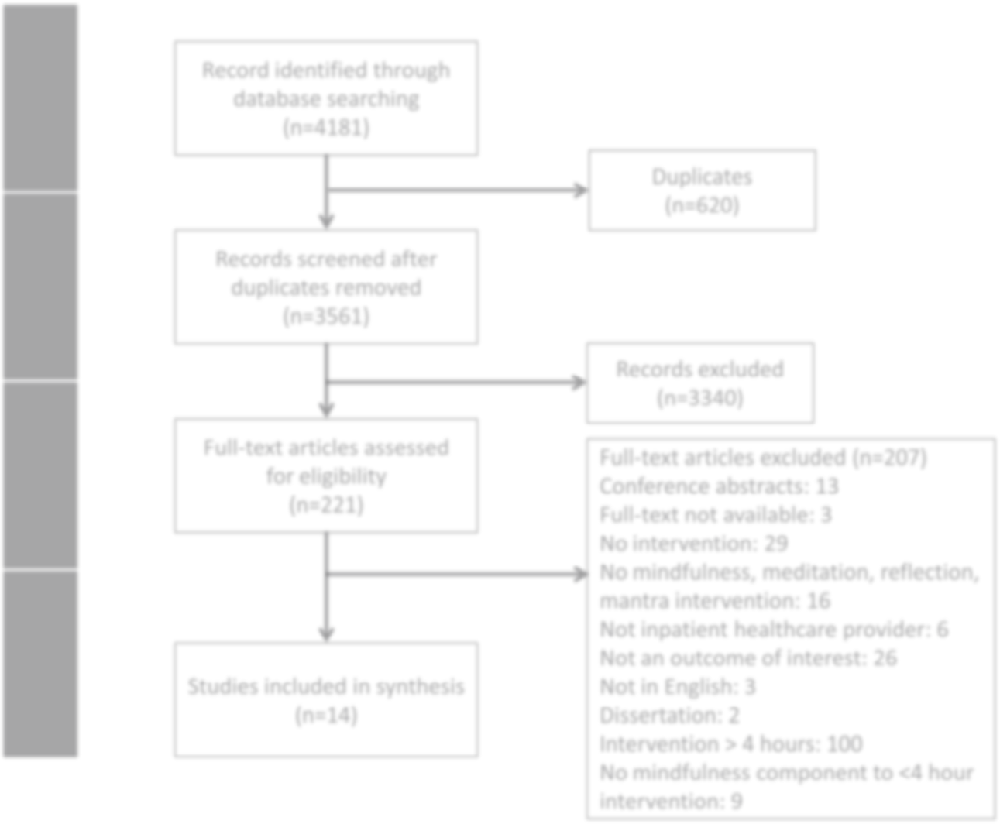 Record identified through
database searching
(n=4181)
Duplicates
(n=620)
Records screened after
duplicates removed
(n=3561)
Records excluded
(n=3340)
Full-text articles assessed
for eligibility
(n=221)
Full-text articles excluded (n=207)
Conference abstracts: 13
Full-text not available: 3
No intervention: 29
No mindfulness, meditation, reflection,
mantra intervention: 16
Not inpatient healthcare provider: 6
Not an outcome of interest: 26
Not in English: 3
Dissertation: 2
Intervention > 4 hours: 100
No mindfulness component to <4 hour
intervention: 9
Studies included in synthesis
(n=14)